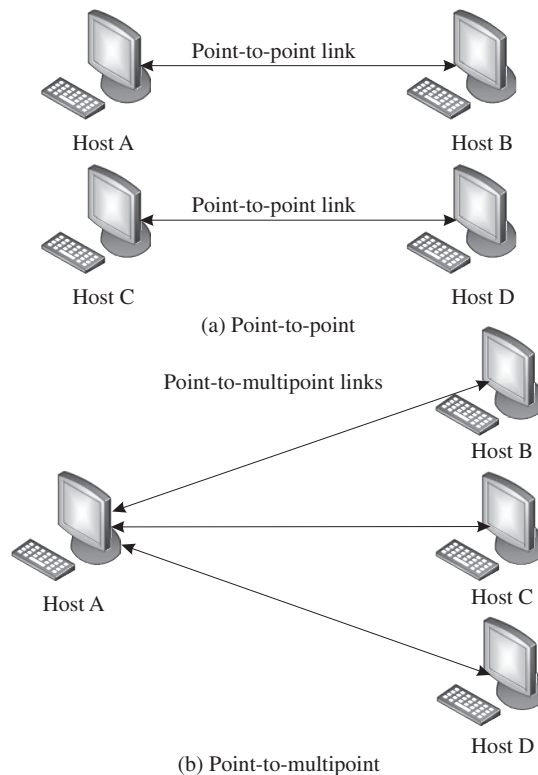 Point-to-point link
Host A
Host B
Point-to-point link
Host C
Host D
(a) Point-to-point
Point-to-multipoint links
Host B
Host A
Host C
Host D
(b) Point-to-multipoint